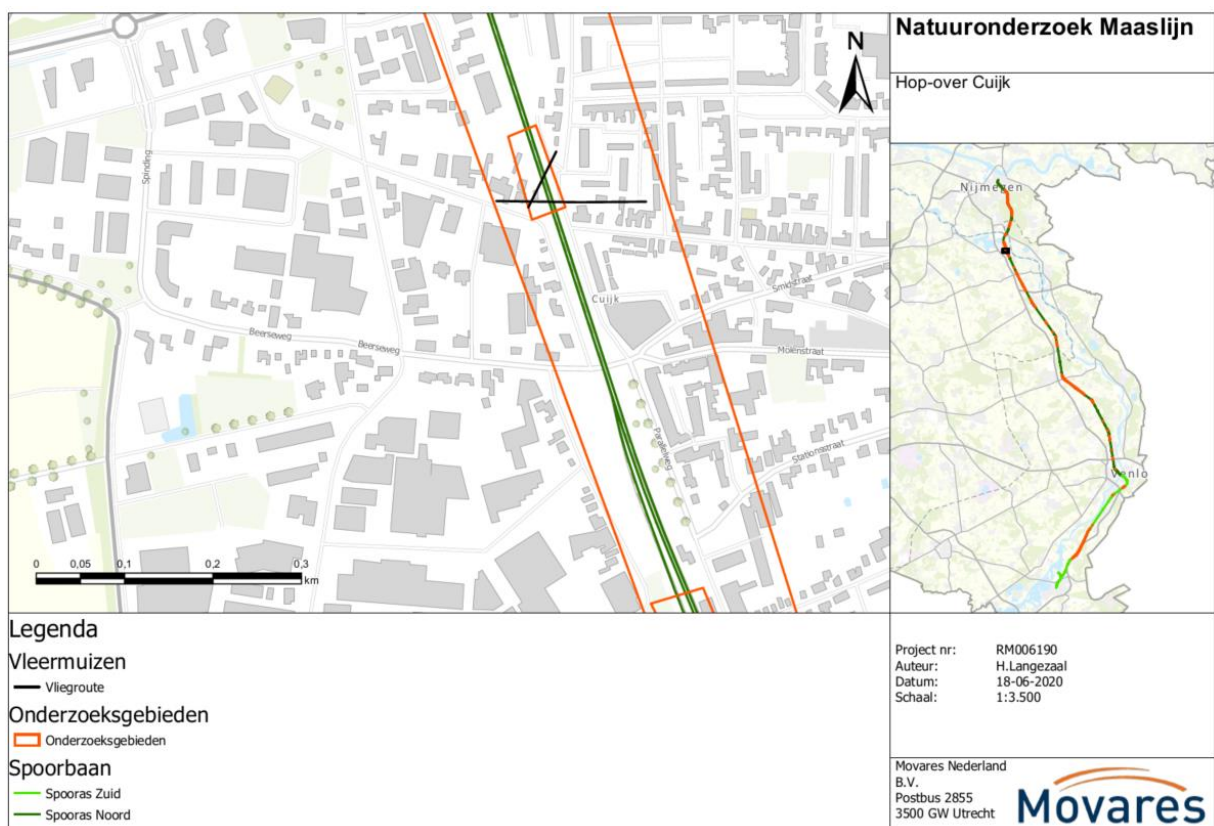 Natuuronderzoek Maaslijn
Hop-over Cuijk
N
Spinding
Cuijk
Smidstraat
Beerseweg
Beerseweg
Molenstraat
Parallelweg
Stationsstraat
0 0,05 0,1 0,2 0,3
km
Nijmegen
Venlo
Legenda
Vleermuizen
Vliegroute
Onderzoeksgebieden
Onderzoeksgebieden
Spoorbaan
Spooras Zuid
Spooras Noord
Project nr: RM006190
Auteur: H.Langezaal
Datum: 18-06-2020
Schaal: 1:3.500
Movares Nederland
B.V.
Postbus 2855
3500 GW Utrecht
Movares